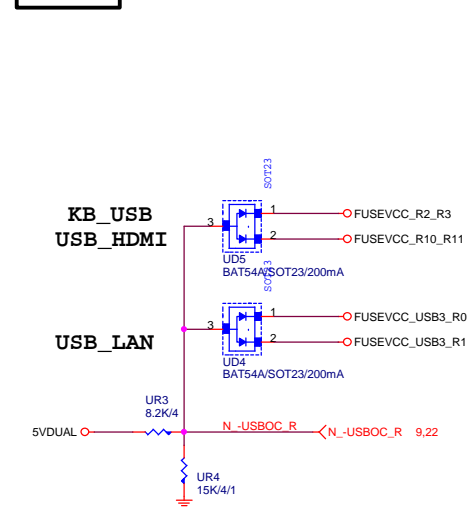 SOT23
KB_USB
USB_HDMI
3
1
2
FUSEVCC_R2_R3
FUSEVCC_R10_R11
UD5
BAT54A/SOT23/200mA
SOT23
USB_LAN
3
1
2
FUSEVCC_USB3_R0
FUSEVCC_USB3_R1
UD4
BAT54A/SOT23/200mA
UR3
8.2K/4
5VDUAL
N_-USBOC_R
N_-USBOC_R 9,22
UR4
15K/4/1